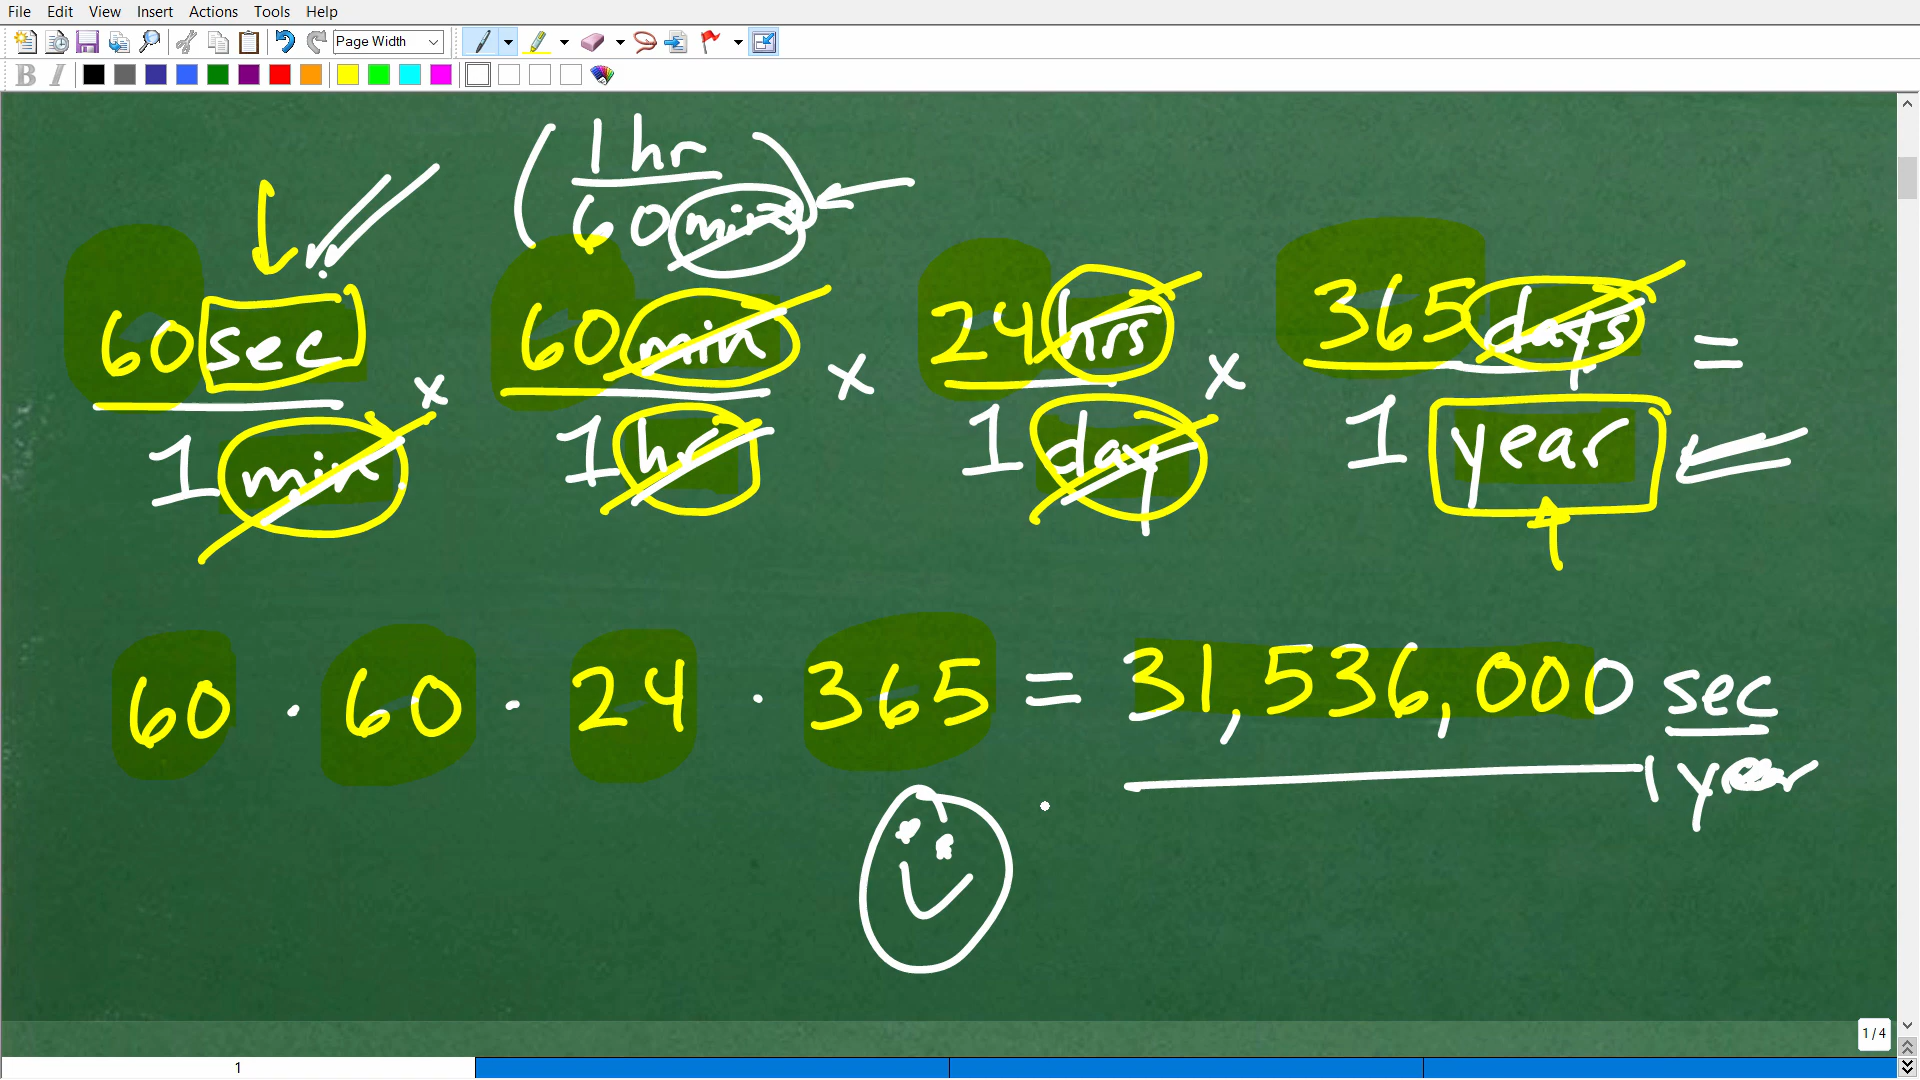 File Edit View Insert Actions Tools Help
Page Width
B I
( 1 hr / 60 min )
60 sec / 1 min x 60 min / 1 hr x 24 hrs / 1 day x 365 days / 1 year =
60 · 60 · 24 · 365 = 31,536,000 sec
1 year
1 / 4
1